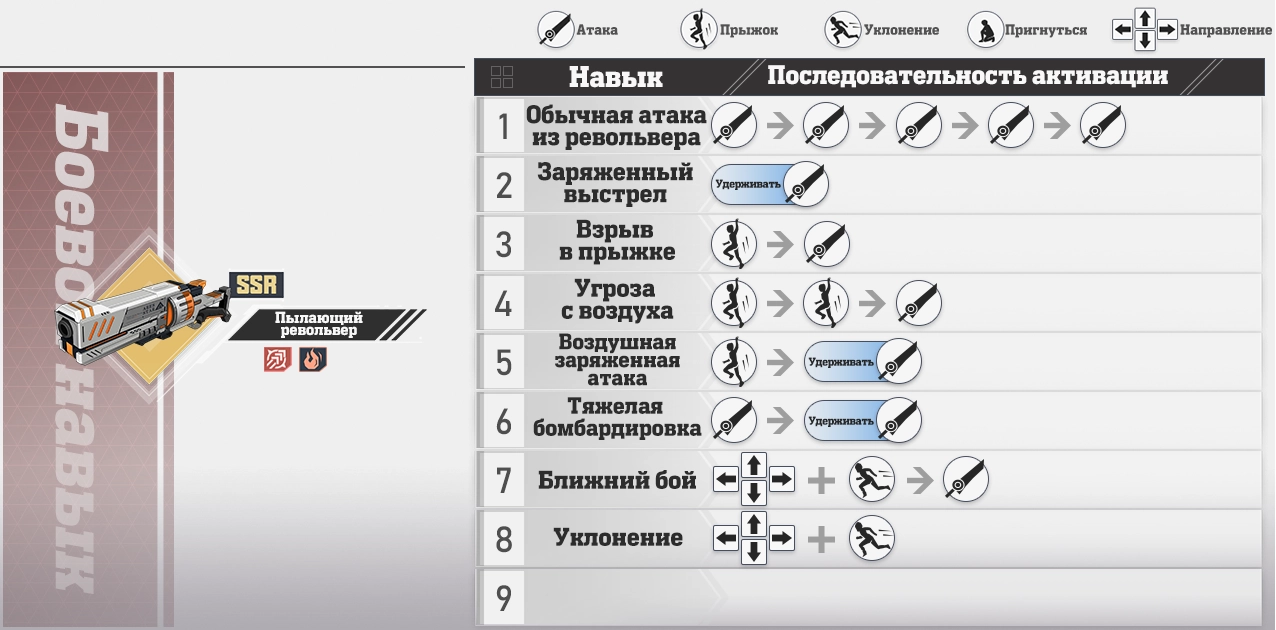 Атака
Прыжок
Уклонение
Пригнуться
Направление
Навык
Последовательность активации
Боевой навык
SSR
Пылающий
револьвер
1
Обычная атака
из револьвера
2
Заряженный
выстрел
Удерживать
3
Взрыв
в прыжке
4
Угроза
с воздуха
5
Воздушная
заряженная
атака
Удерживать
6
Тяжелая
бомбардировка
Удерживать
7
Ближний бой
8
Уклонение
9